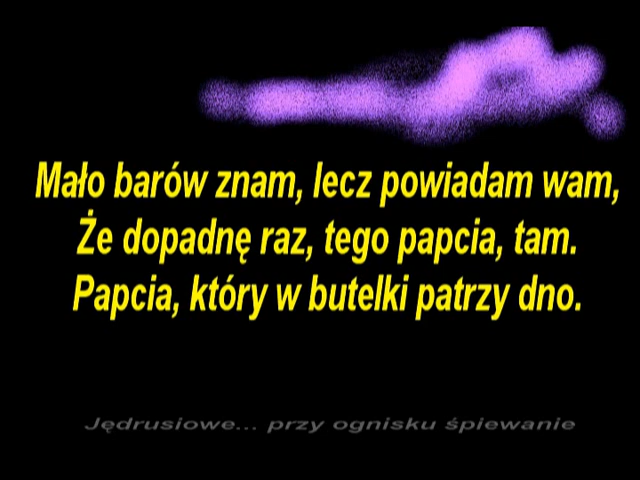 Mało barów znam, lecz powiadam wam,
Że dopadnę raz, tego papcia, tam.
Papcia, który w butelki patrzy dno.
Jędrusiowe... przy ognisku śpiewanie